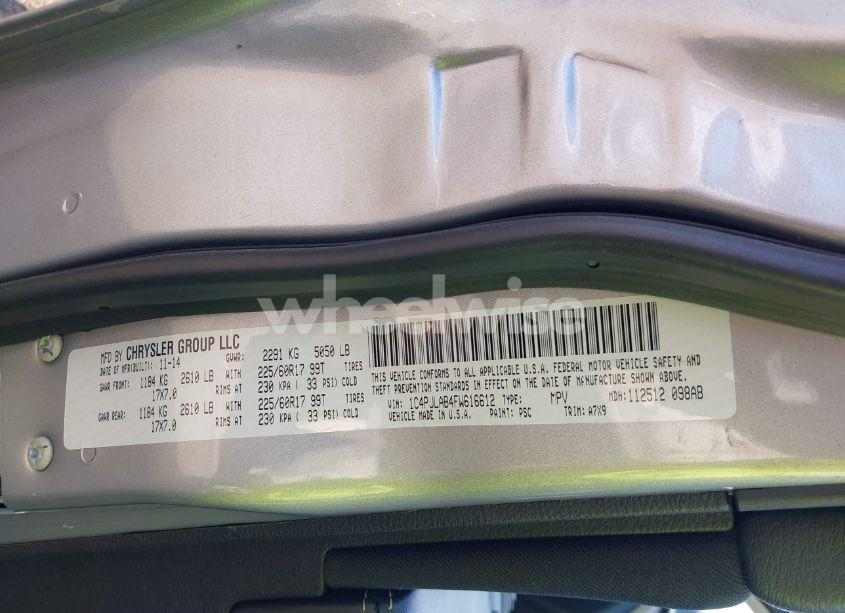 wheelwise
MFD BY CHRYSLER GROUP LLC
DATE OF MFR(BUILT): 11-14 GVWR: 2291 KG 5050 LB
GAWR FRONT: 1184 KG 2610 LB WITH 225/60R17 99T TIRES
17X7.0 RIMS AT 230 KPA ( 33 PSI) COLD
GAWR REAR: 1184 KG 2610 LB WITH 225/60R17 99T TIRES
17X7.0 RIMS AT 230 KPA ( 33 PSI) COLD
THIS VEHICLE CONFORMS TO ALL APPLICABLE U.S.A. FEDERAL MOTOR VEHICLE SAFETY AND
THEFT PREVENTION STANDARDS IN EFFECT ON THE DATE OF MANUFACTURE SHOWN ABOVE.
VIN: 1C4PJLAB4FW616612 TYPE: MPV MDH: 112512 098AB
VEHICLE MADE IN U.S.A. PAINT: PSC TRIM: A7X9